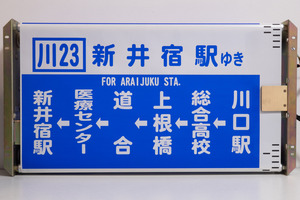 川23 新井宿駅ゆき
FOR ARAIJUKU STA.
川口駅
←
総合高校
←
上根橋
←
道合
←
医療センター
←
新井宿駅